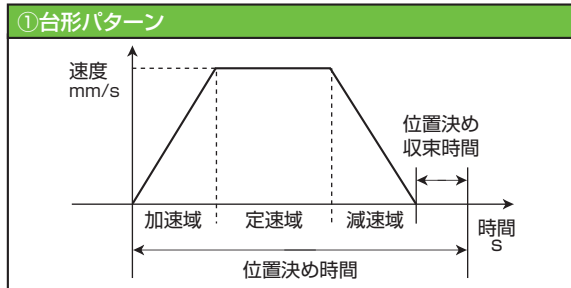 ①台形パターン
速度
mm/s
位置決め
収束時間
加速域
定速域
減速域
時間
s
位置決め時間